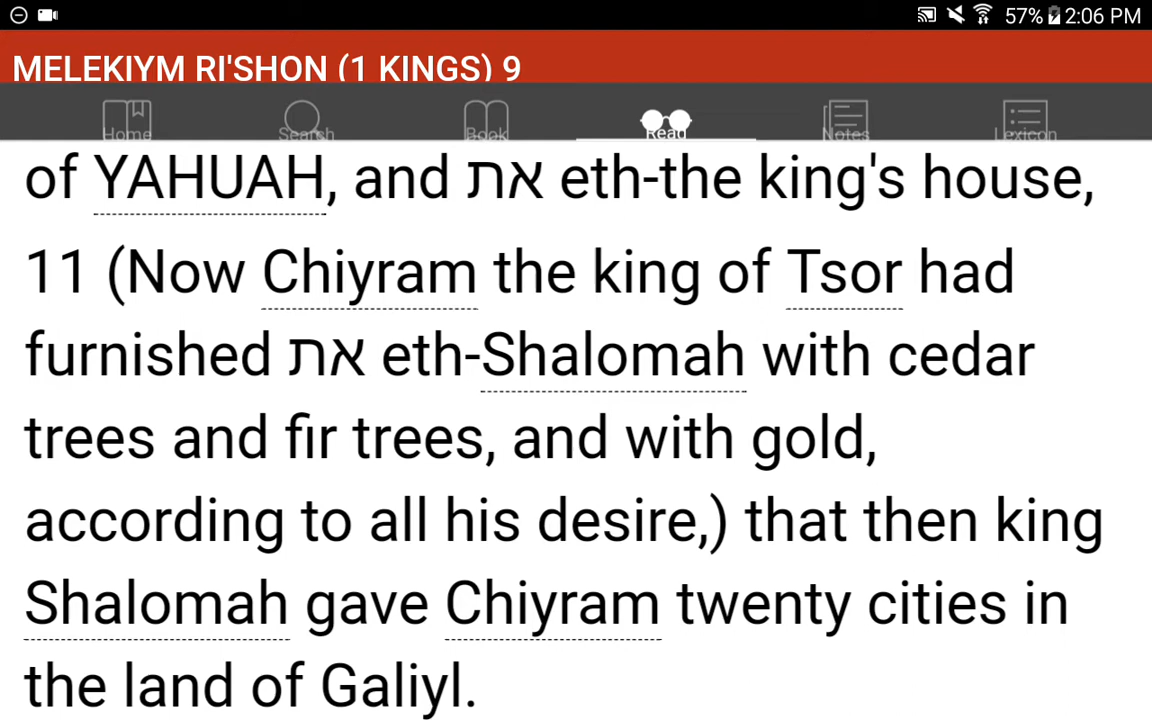 57% 2:06 PM
MELEKIYM RI'SHON (1 KINGS) 9
Home Search Book Read Notes Lexicon
of YAHUAH, and את eth-the king's house,
11 (Now Chiyram the king of Tsor had
furnished את eth-Shalomah with cedar
trees and fir trees, and with gold,
according to all his desire,) that then king
Shalomah gave Chiyram twenty cities in
the land of Galiyl.